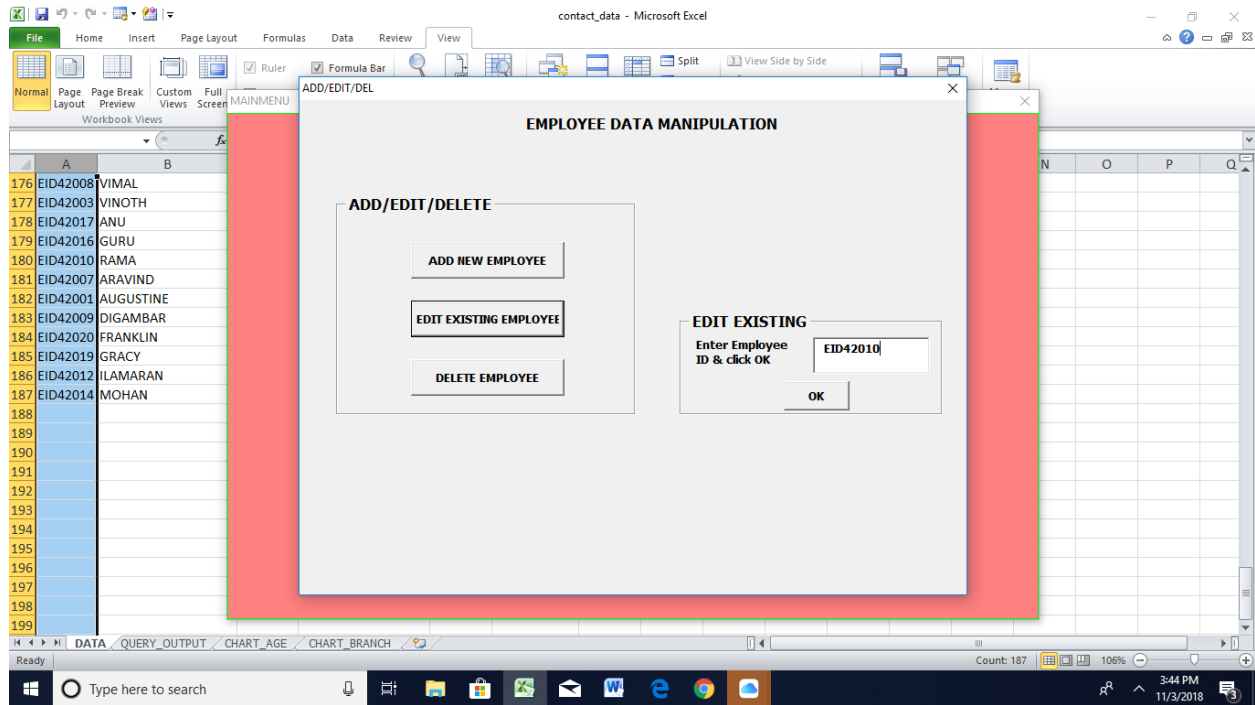 contact_data - Microsoft Excel
File Home Insert Page Layout Formulas Data Review View
Ruler Formula Bar Split View Side by Side
Normal Page Layout Page Break Preview Custom Views Full Screen
Workbook Views
MAINMENU
ADD/EDIT/DEL
EMPLOYEE DATA MANIPULATION
ADD/EDIT/DELETE
ADD NEW EMPLOYEE
EDIT EXISTING EMPLOYEE
DELETE EMPLOYEE
EDIT EXISTING
Enter Employee
ID & click OK
EID42010
OK
fx
A B N O P Q
176 EID42008 VIMAL
177 EID42003 VINOTH
178 EID42017 ANU
179 EID42016 GURU
180 EID42010 RAMA
181 EID42007 ARAVIND
182 EID42001 AUGUSTINE
183 EID42009 DIGAMBAR
184 EID42020 FRANKLIN
185 EID42019 GRACY
186 EID42012 ILAMARAN
187 EID42014 MOHAN
188
189
190
191
192
193
194
195
196
197
198
199
DATA QUERY_OUTPUT CHART_AGE CHART_BRANCH
Ready Count: 187 106%
Type here to search
3:44 PM
11/3/2018
3